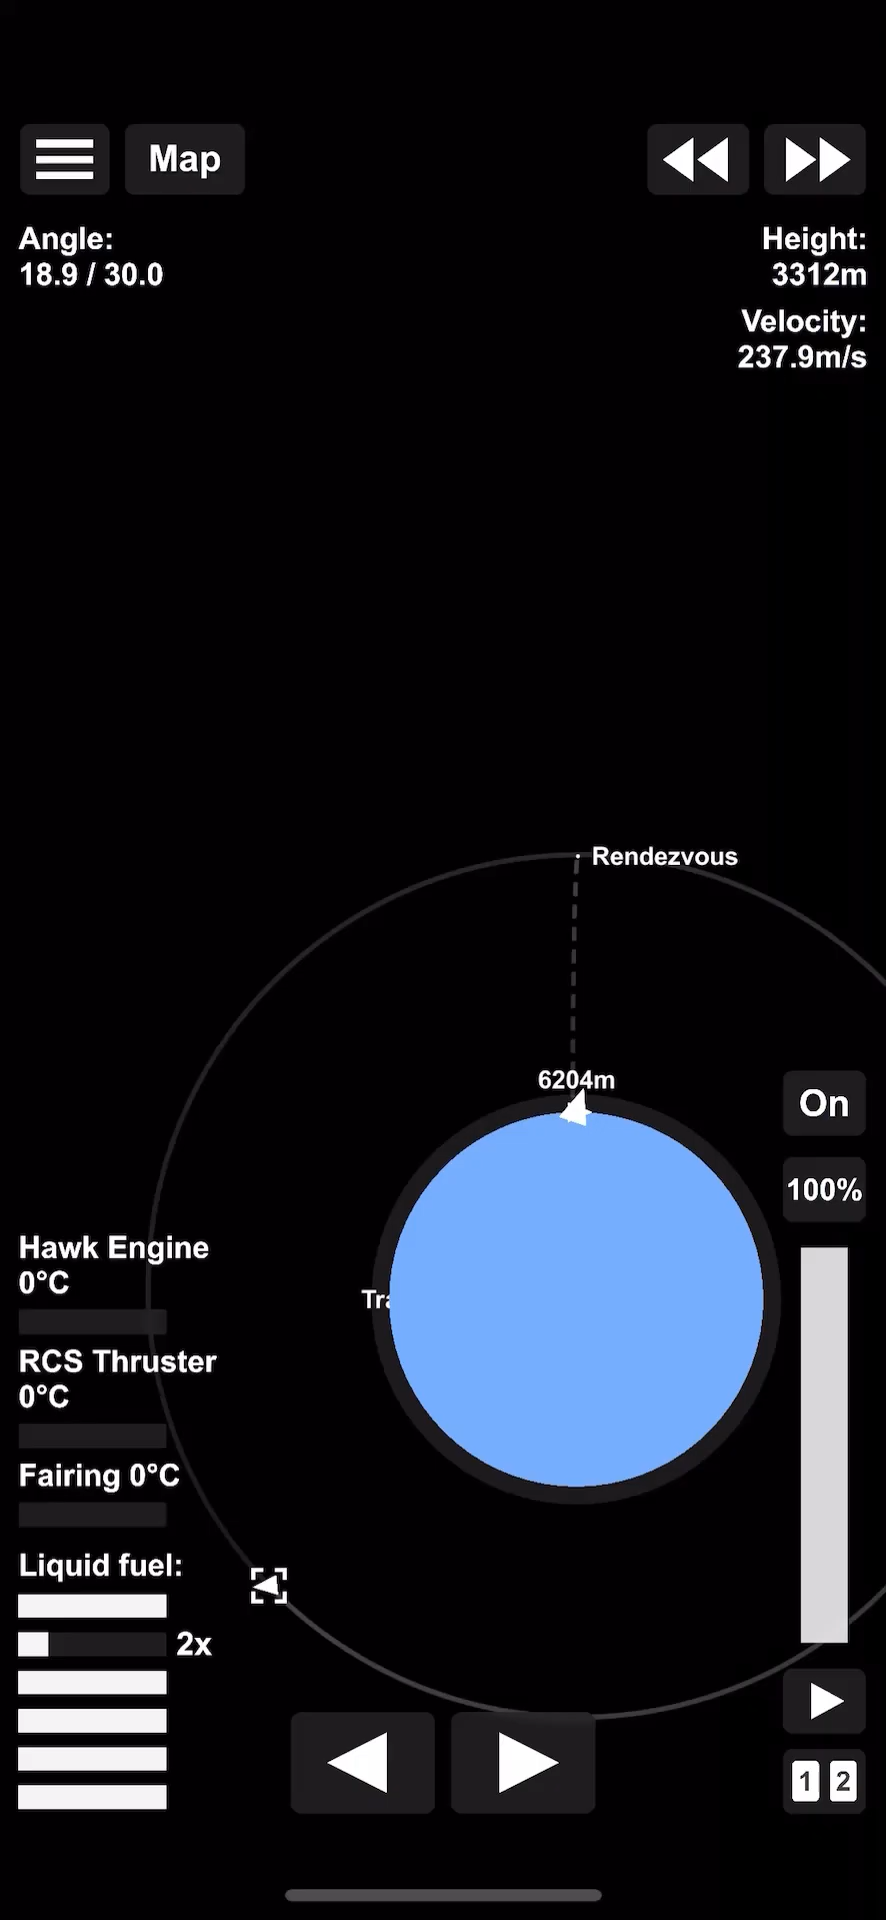 Map
Angle:
18.9 / 30.0
Height:
3312m
Velocity:
237.9m/s
Rendezvous
6204m
On
100%
Hawk Engine
0°C
RCS Thruster
0°C
Fairing 0°C
Liquid fuel:
2x
1 2